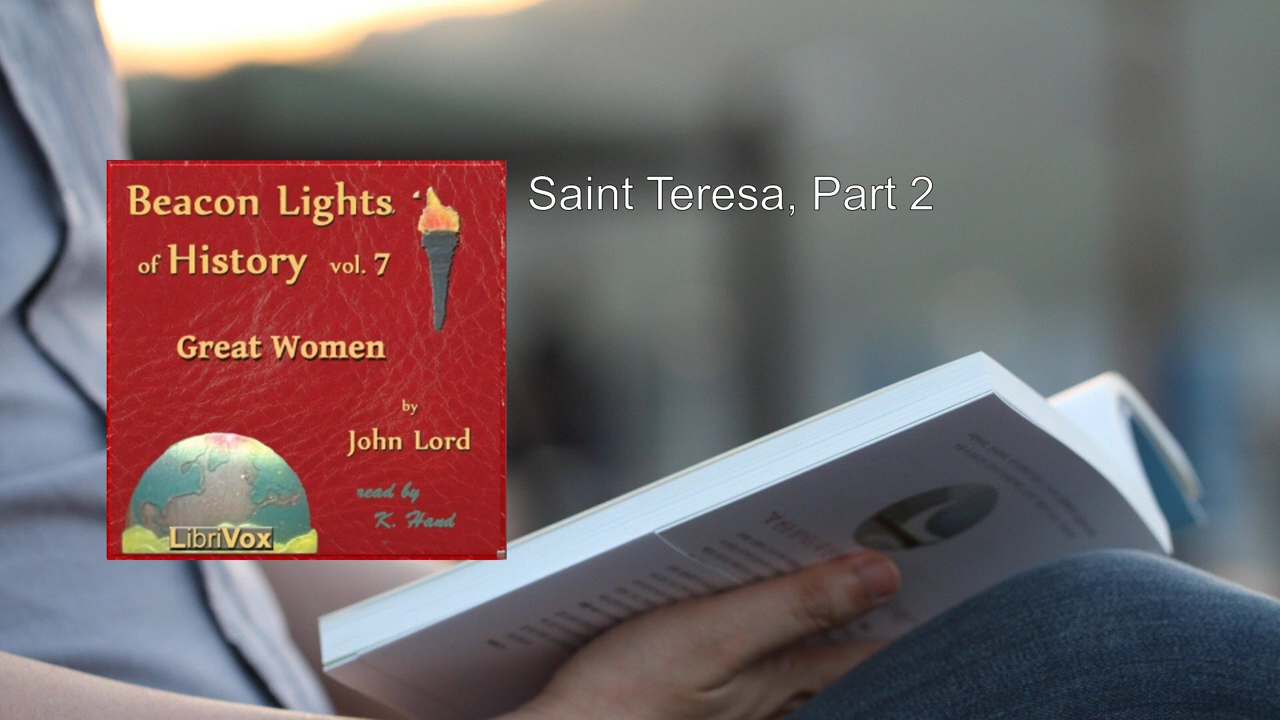 Saint Teresa, Part 2
Beacon Lights
of History vol. 7
Great Women
by
John Lord
read by
K. Hand
LibriVox